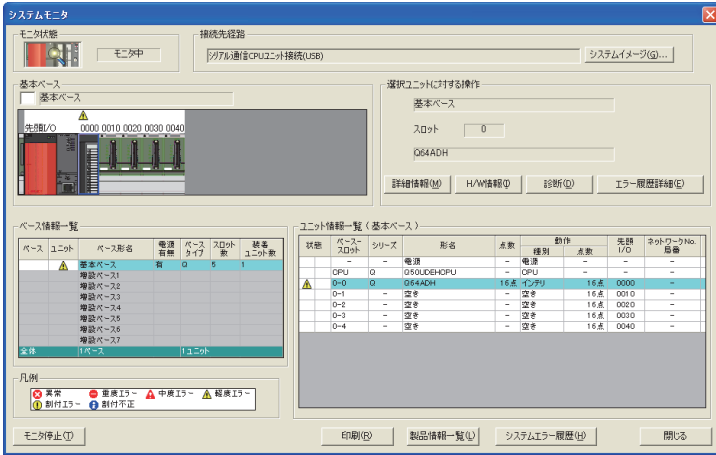 システムモニタ
モニタ状態
モニタ中
接続先経路
シリアル通信CPUユニット接続(USB)
システムイメージ(G)...
基本ベース
基本ベース
先頭I/O 0000 0010 0020 0030 0040
選択ユニットに対する操作
基本ベース
スロット 0
Q64ADH
詳細情報(M) H/W情報(I) 診断(D) エラー履歴詳細(E)
ベース情報一覧
ベース ユニット ベース形名 電源有無 ベースタイプ スロット数 装着ユニット数
基本ベース 有 Q 5 1
増設ベース1
増設ベース2
増設ベース3
増設ベース4
増設ベース5
増設ベース6
増設ベース7
全体 1ベース 1ユニット
ユニット情報一覧(基本ベース)
状態 ベース-スロット シリーズ 形名 点数 動作 種別 点数 先頭I/O ネットワークNo.局番
- - 電源 - 電源 - - -
CPU Q Q50UDEHCPU - CPU - - -
0-0 Q Q64ADH 16点 インテリ 16点 0000 -
0-1 - 空き - 空き 16点 0010 -
0-2 - 空き - 空き 16点 0020 -
0-3 - 空き - 空き 16点 0030 -
0-4 - 空き - 空き 16点 0040 -
凡例
異常 重度エラー 中度エラー 軽度エラー
割付エラー 割付不正
モニタ停止(T) 印刷(R) 製品情報一覧(L) システムエラー履歴(H) 閉じる